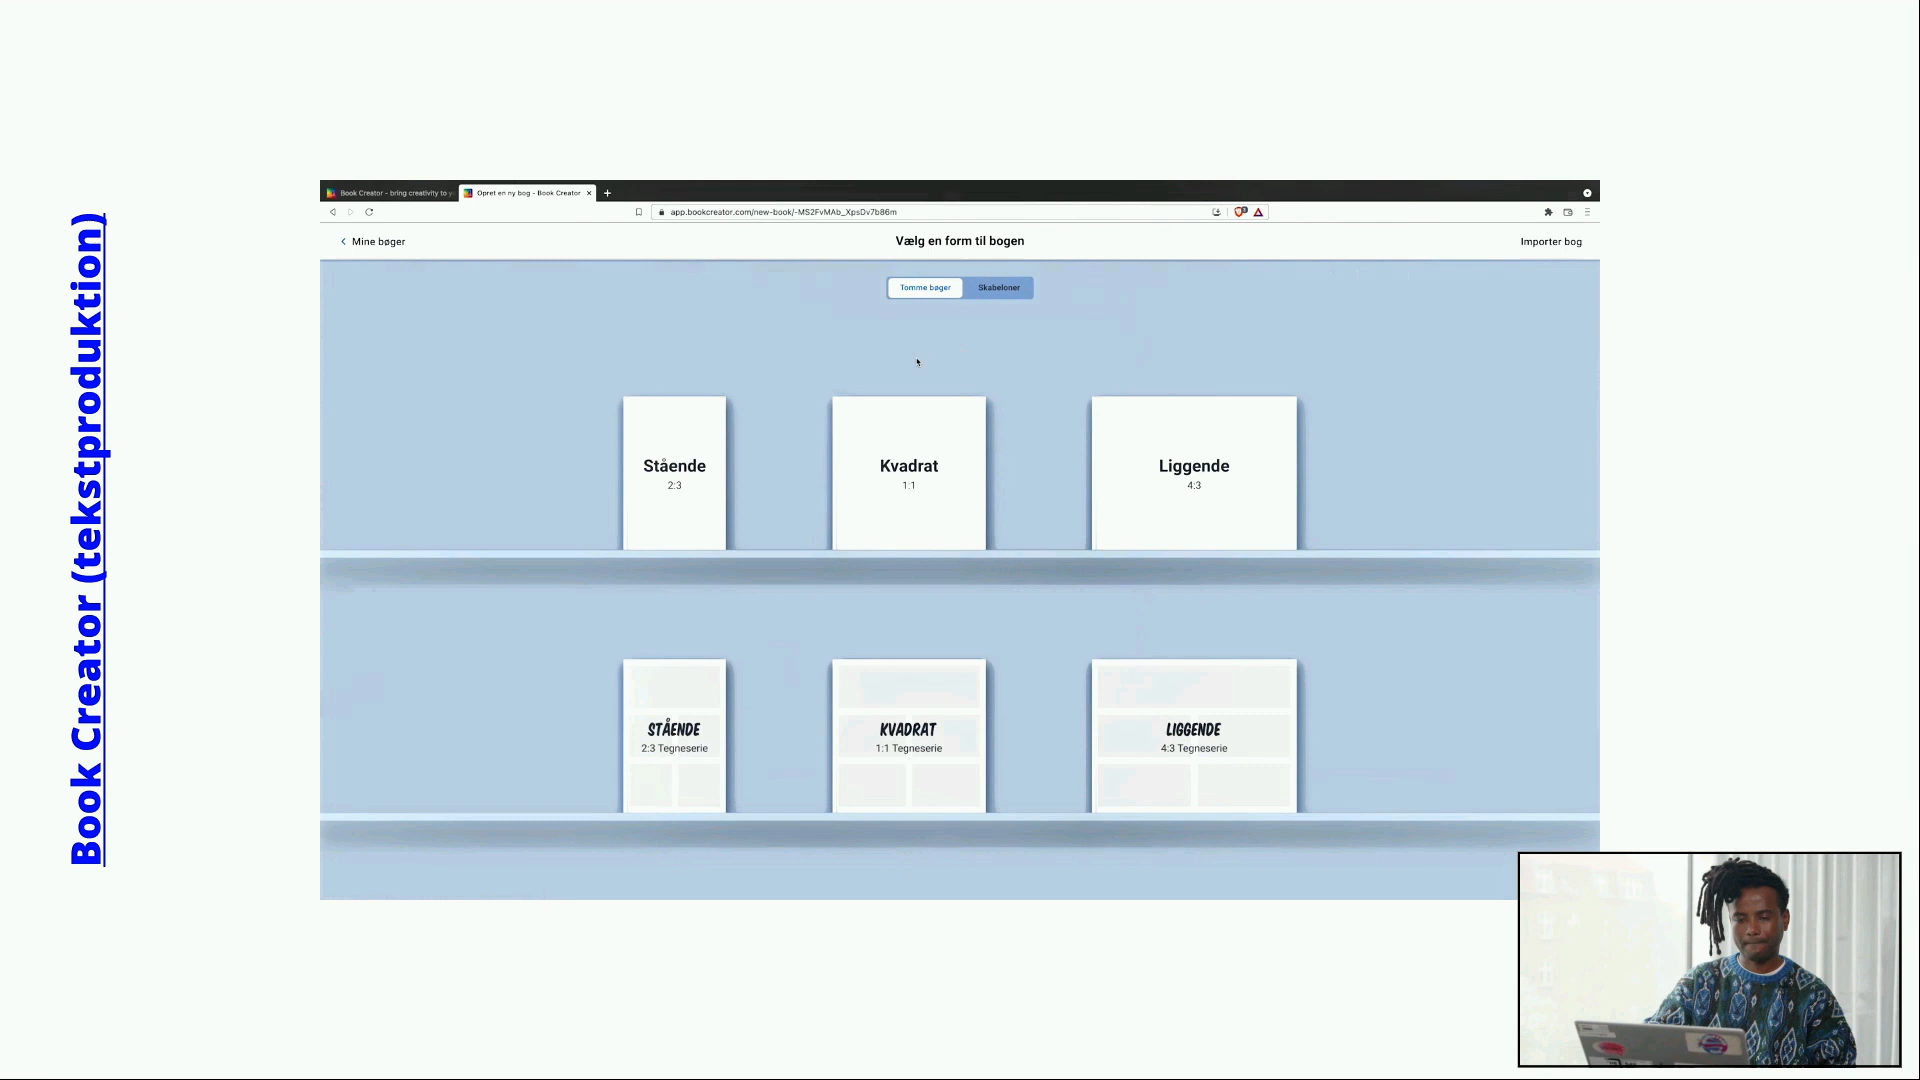 Book Creator (tekstproduktion)
Book Creator – bring creativity to y
Opret en ny bog - Book Creator
app.bookcreator.com/new-book/-MS2FvMAb_XpsDv7b86m
Mine bøger
Vælg en form til bogen
Importer bog
Tomme bøger
Skabeloner
Stående
2:3
Kvadrat
1:1
Liggende
4:3
STÅENDE
2:3 Tegneserie
KVADRAT
1:1 Tegneserie
LIGGENDE
4:3 Tegneserie